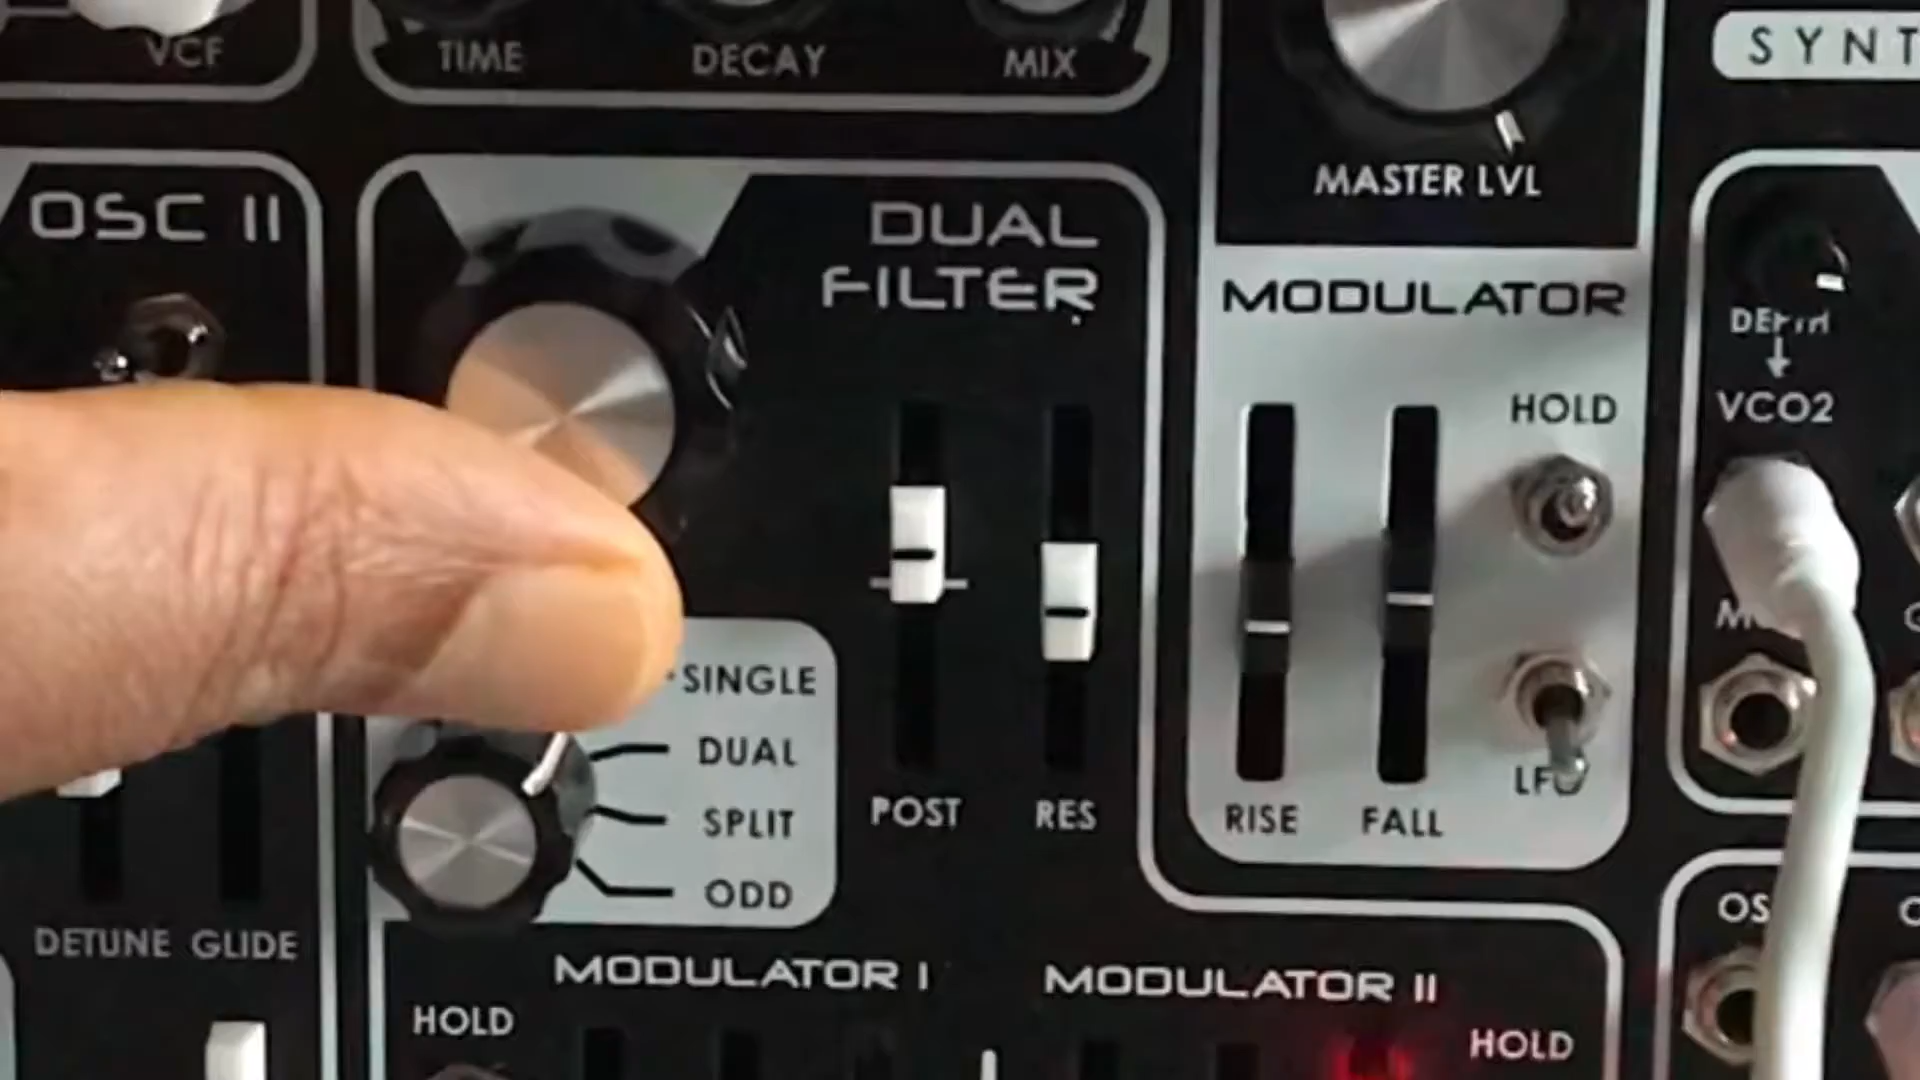 VCF
TIME
DECAY
MIX
SYNT
MASTER LVL
OSC II
DUAL
FILTER
MODULATOR
DEPTH
VCO2
HOLD
SINGLE
DUAL
SPLIT
ODD
POST
RES
RISE
FALL
LFO
DETUNE GLIDE
MODULATOR I
MODULATOR II
HOLD
HOLD